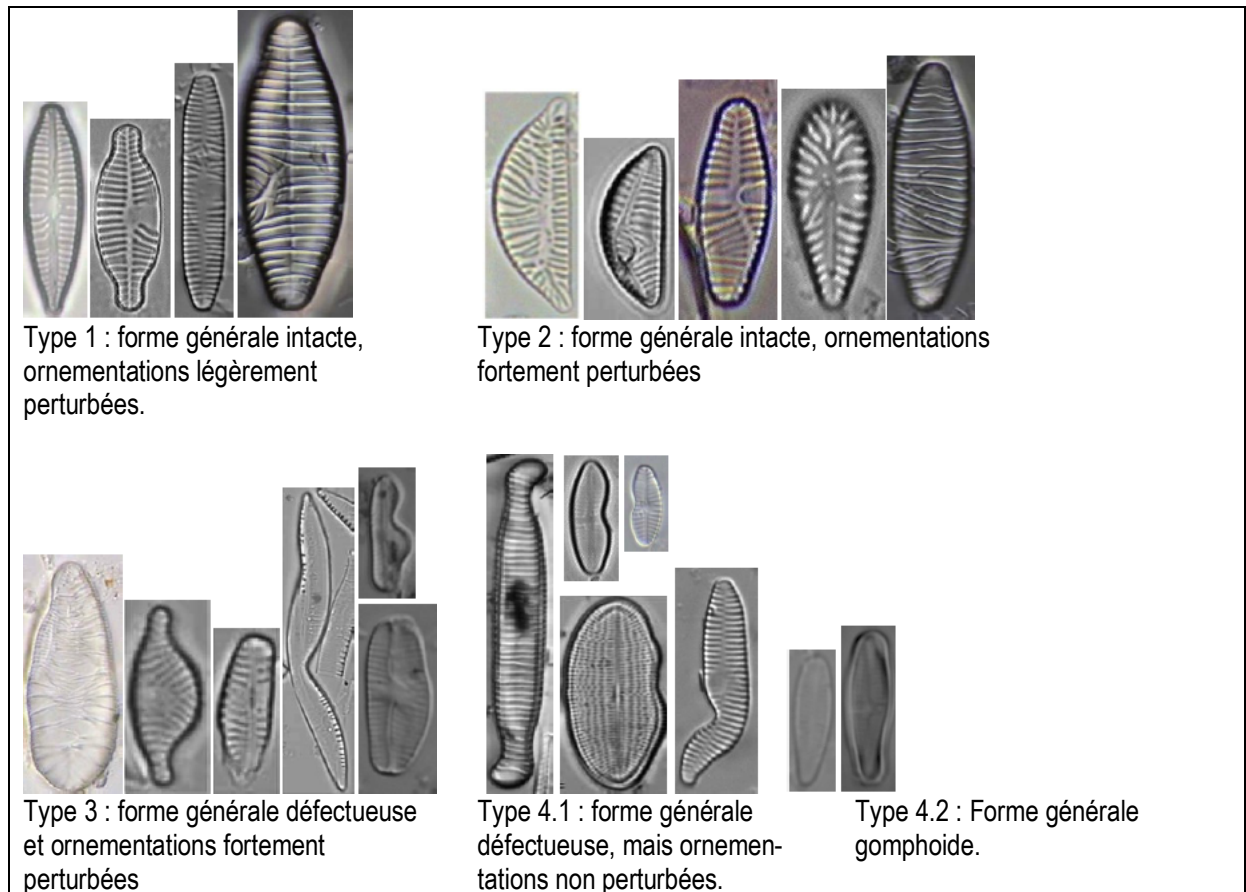 Type 1 : forme générale intacte,
ornementations légèrement
perturbées.
Type 2 : forme générale intacte, ornementations
fortement perturbées
Type 3 : forme générale défectueuse
et ornementations fortement
perturbées
Type 4.1 : forme générale
défectueuse, mais ornemen-
tations non perturbées.
Type 4.2 : Forme générale
gomphoide.